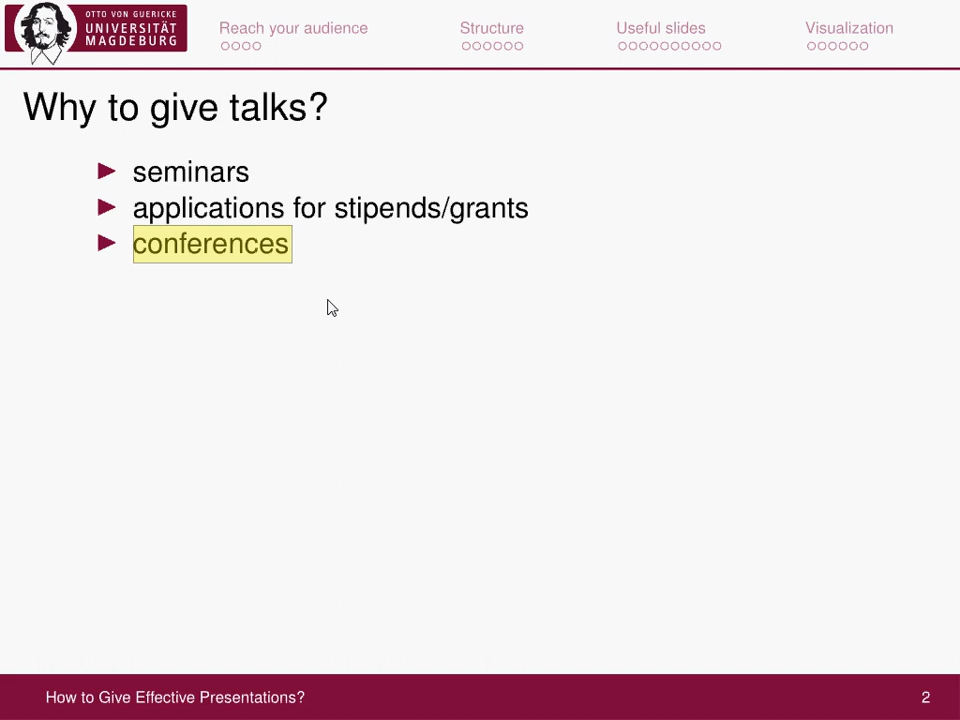 OTTO VON GUERICKE
UNIVERSITÄT
MAGDEBURG
Reach your audience
Structure
Useful slides
Visualization
Why to give talks?
seminars
applications for stipends/grants
conferences
How to Give Effective Presentations?
2